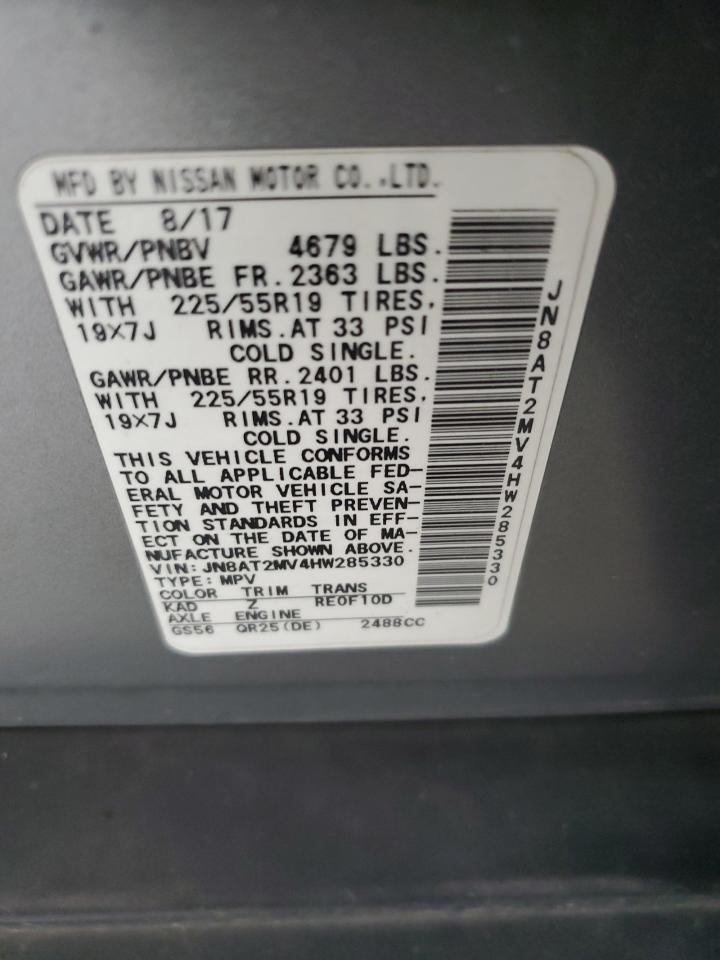 MFD BY NISSAN MOTOR CO.,LTD.
DATE 8/17
GVWR/PNBV 4679 LBS.
GAWR/PNBE FR. 2363 LBS.
WITH 225/55R19 TIRES,
19X7J RIMS.AT 33 PSI
COLD SINGLE.
GAWR/PNBE RR. 2401 LBS.
WITH 225/55R19 TIRES,
19X7J RIMS.AT 33 PSI
COLD SINGLE.
THIS VEHICLE CONFORMS
TO ALL APPLICABLE FED-
ERAL MOTOR VEHICLE SA-
FETY AND THEFT PREVEN-
TION STANDARDS IN EFF-
ECT ON THE DATE OF MA-
NUFACTURE SHOWN ABOVE.
VIN: JN8AT2MV4HW285330
TYPE: MPV
COLOR TRIM TRANS
KAD Z RE0F10D
AXLE ENGINE
GS56 QR25(DE) 2488CC
JN8AT2MV4HW285330